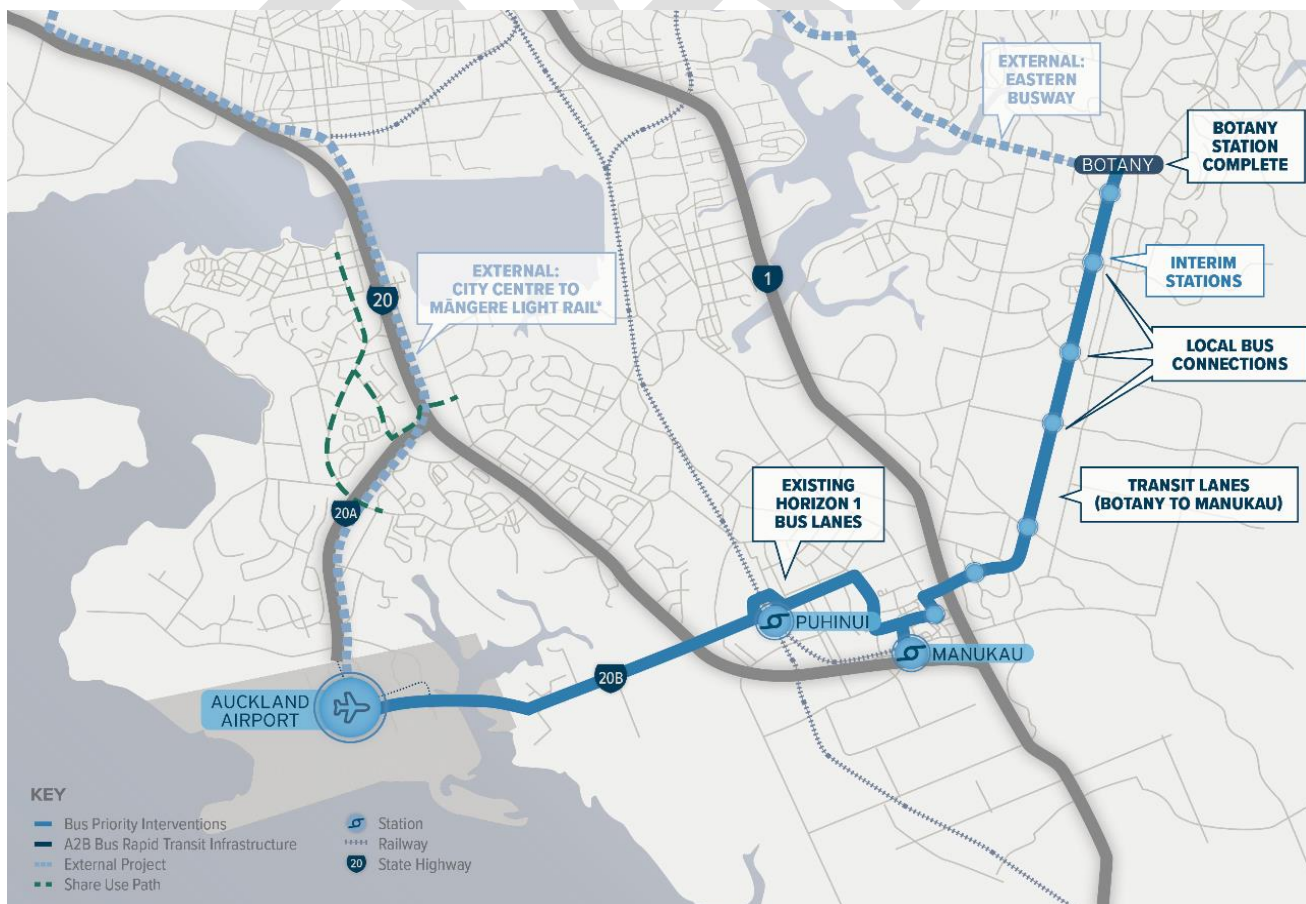 EXTERNAL:
EASTERN
BUSWAY
BOTANY
STATION
COMPLETE
BOTANY
EXTERNAL:
CITY CENTRE TO
MĀNGERE LIGHT RAIL*
20
1
INTERIM
STATIONS
LOCAL BUS
CONNECTIONS
20A
EXISTING
HORIZON 1
BUS LANES
TRANSIT LANES
(BOTANY TO MANUKAU)
PUHINUI
MANUKAU
20B
AUCKLAND
AIRPORT
KEY
Bus Priority Interventions
A2B Bus Rapid Transit Infrastructure
External Project
Share Use Path
Station
Railway
20 State Highway